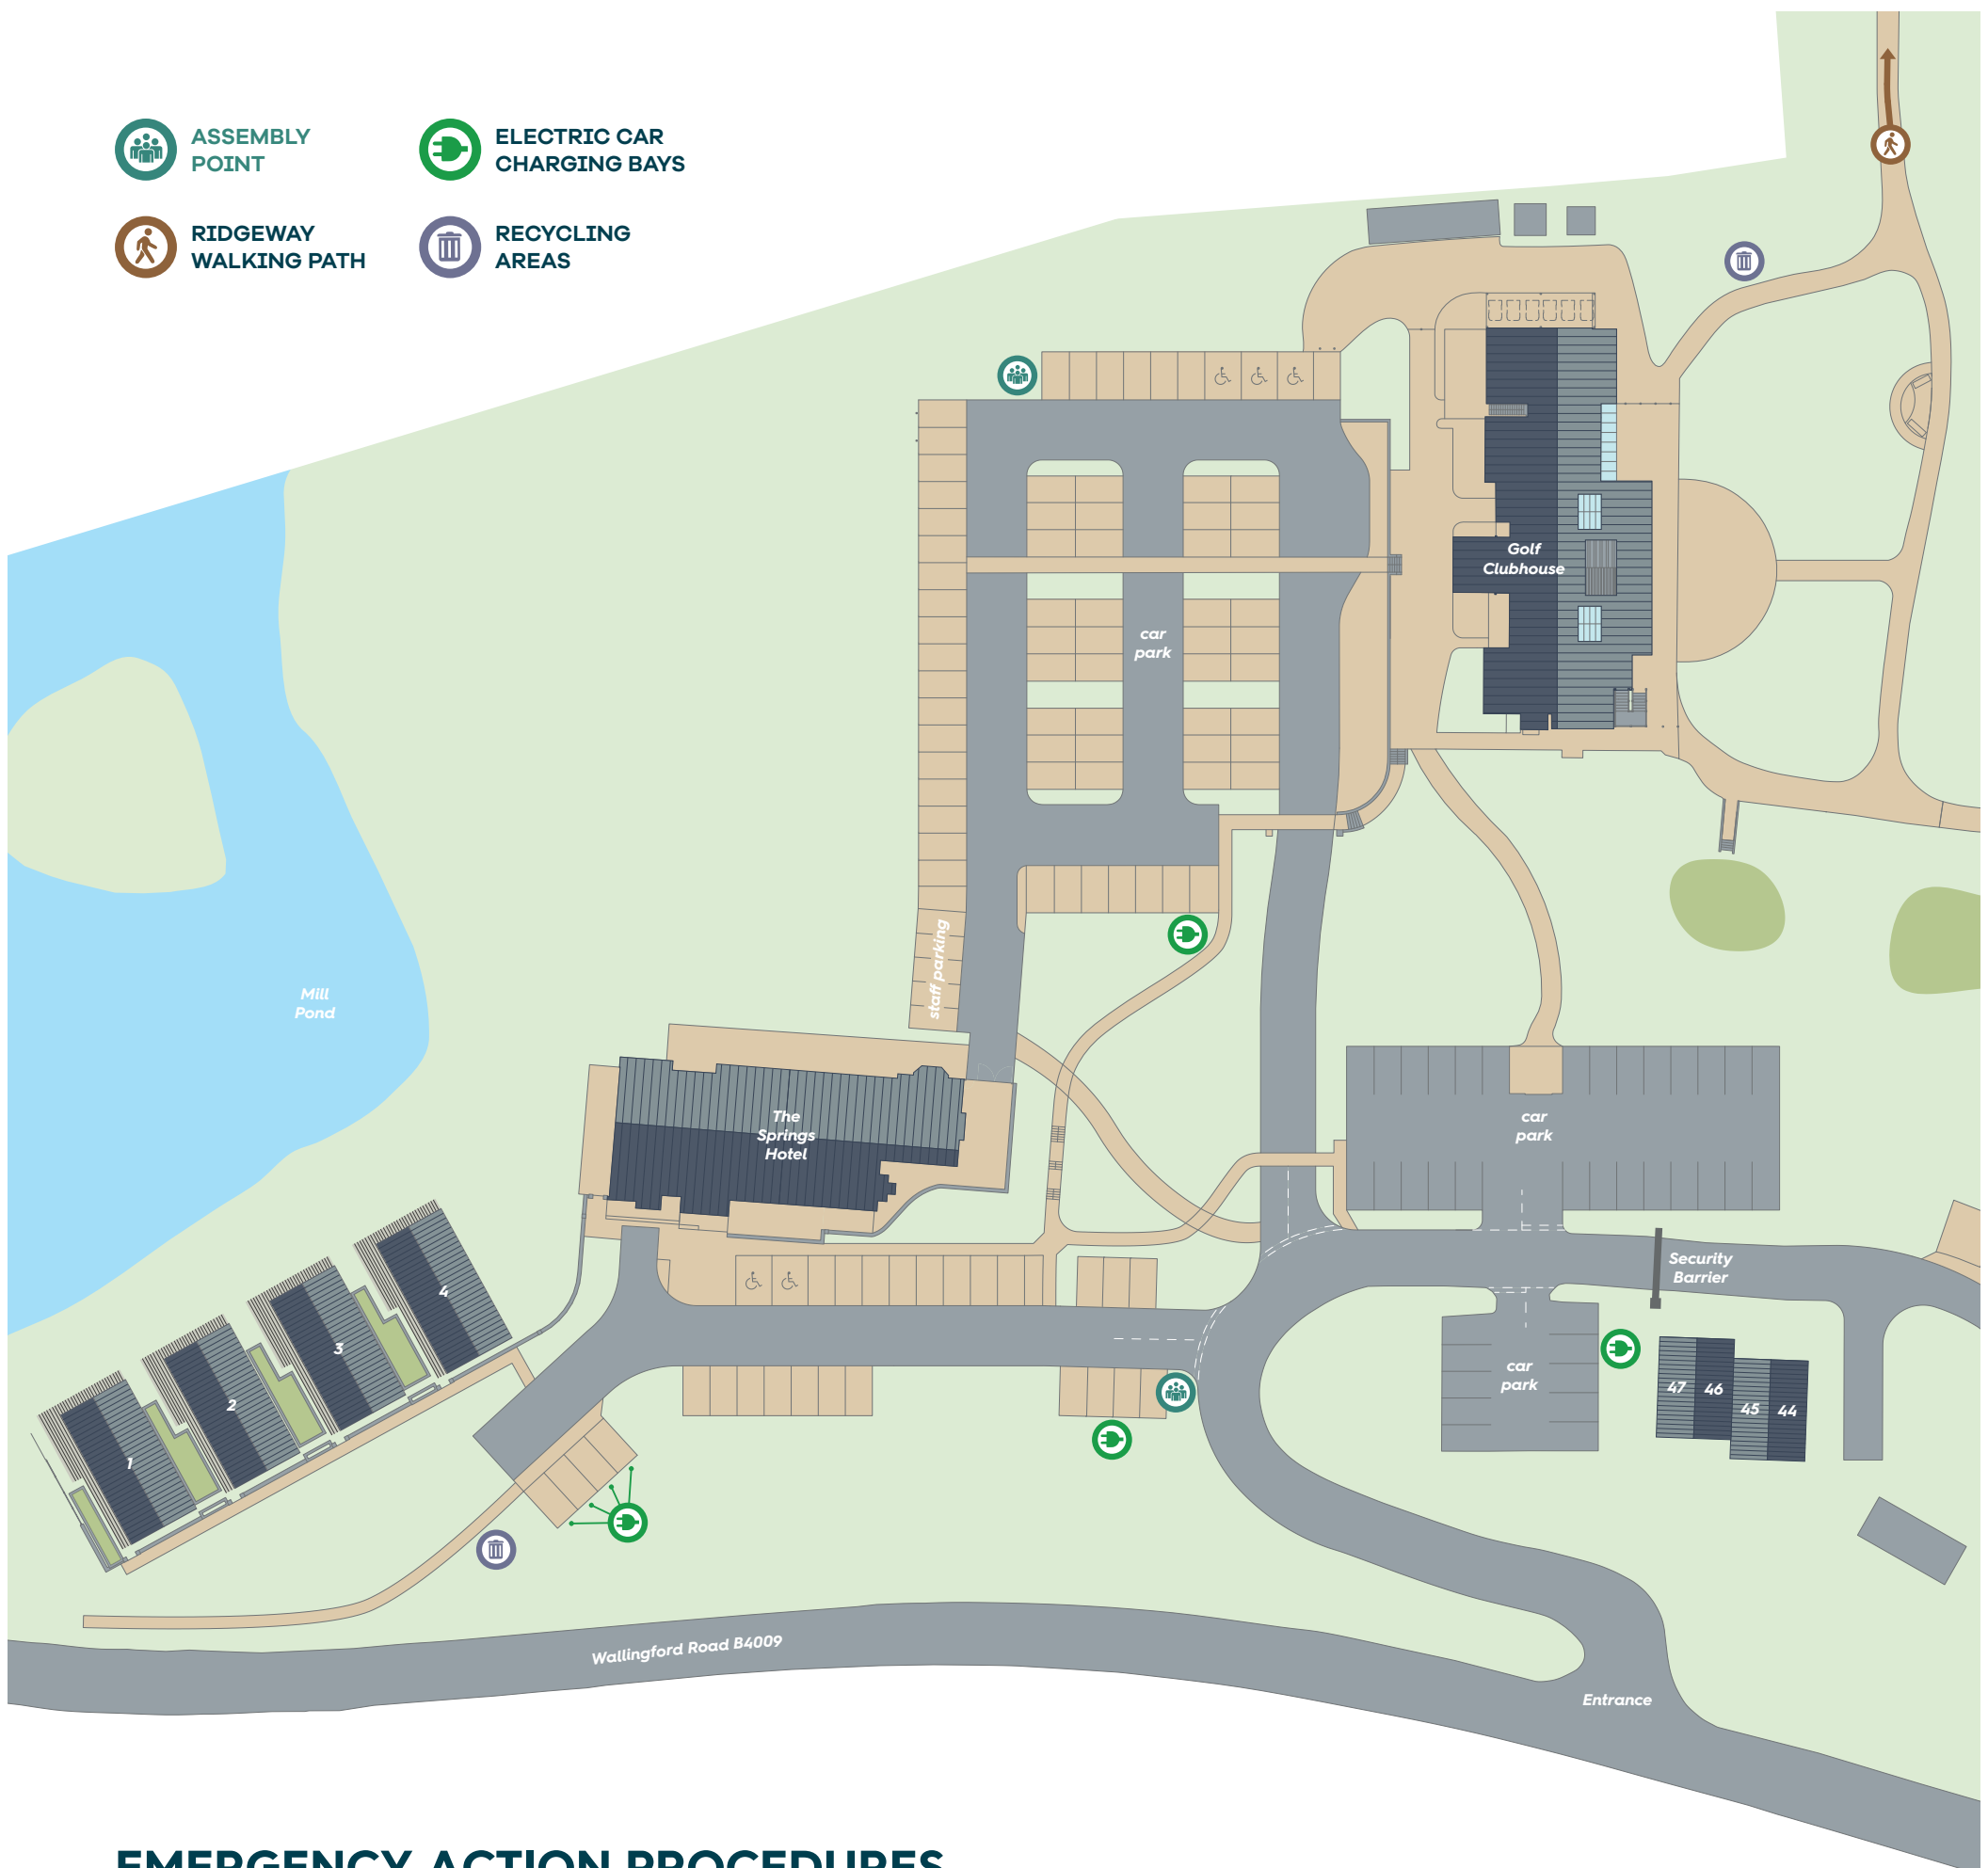 ASSEMBLY
POINT
ELECTRIC CAR
CHARGING BAYS
RIDGEWAY
WALKING PATH
RECYCLING
AREAS
Golf
Clubhouse
car
park
staff parking
Mill
Pond
The
Springs
Hotel
car
park
Security
Barrier
4
3
2
1
car
park
47
46
45
44
Wallingford Road B4009
Entrance
EMERGENCY ACTION PROCEDURES